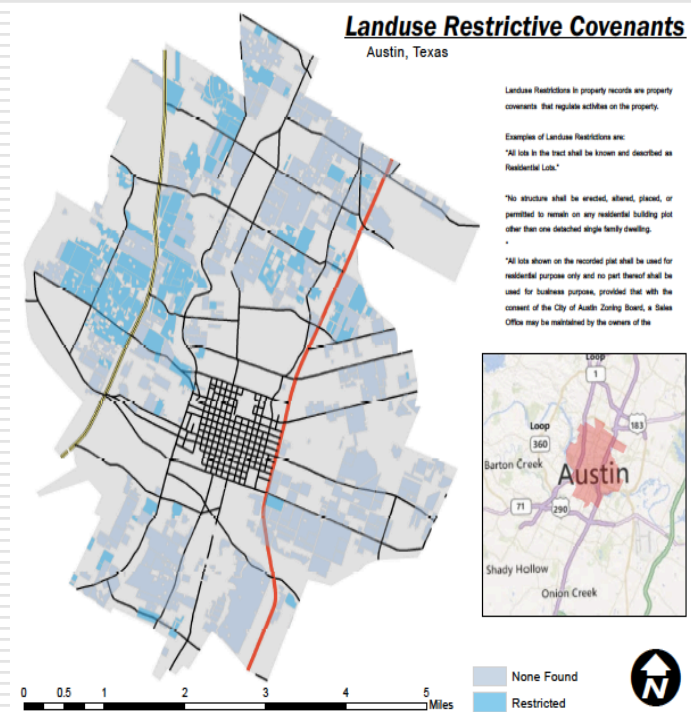 Landuse Restrictive Covenants
Austin, Texas
Landuse Restrictions in property records are property
covenants that regulate activities on the property.
Examples of Landuse Restrictions are:
"All lots in the tract shall be known and described as
Residential Lots."
"No structure shall be erected, altered, placed, or
permitted to remain on any residential building plot
other than one detached single family dwelling.
"
"All lots shown on the recorded plat shall be used for
residential purpose only and no part thereof shall be
used for business purpose, provided that with the
consent of the City of Austin Zoning Board, a Sales
Office may be maintained by the owners of the
Loop
1
183
Loop
360
Barton Creek
Austin
71
290
Shady Hollow
Onion Creek
None Found
Restricted
N
0 0.5 1 2 3 4 5
Miles